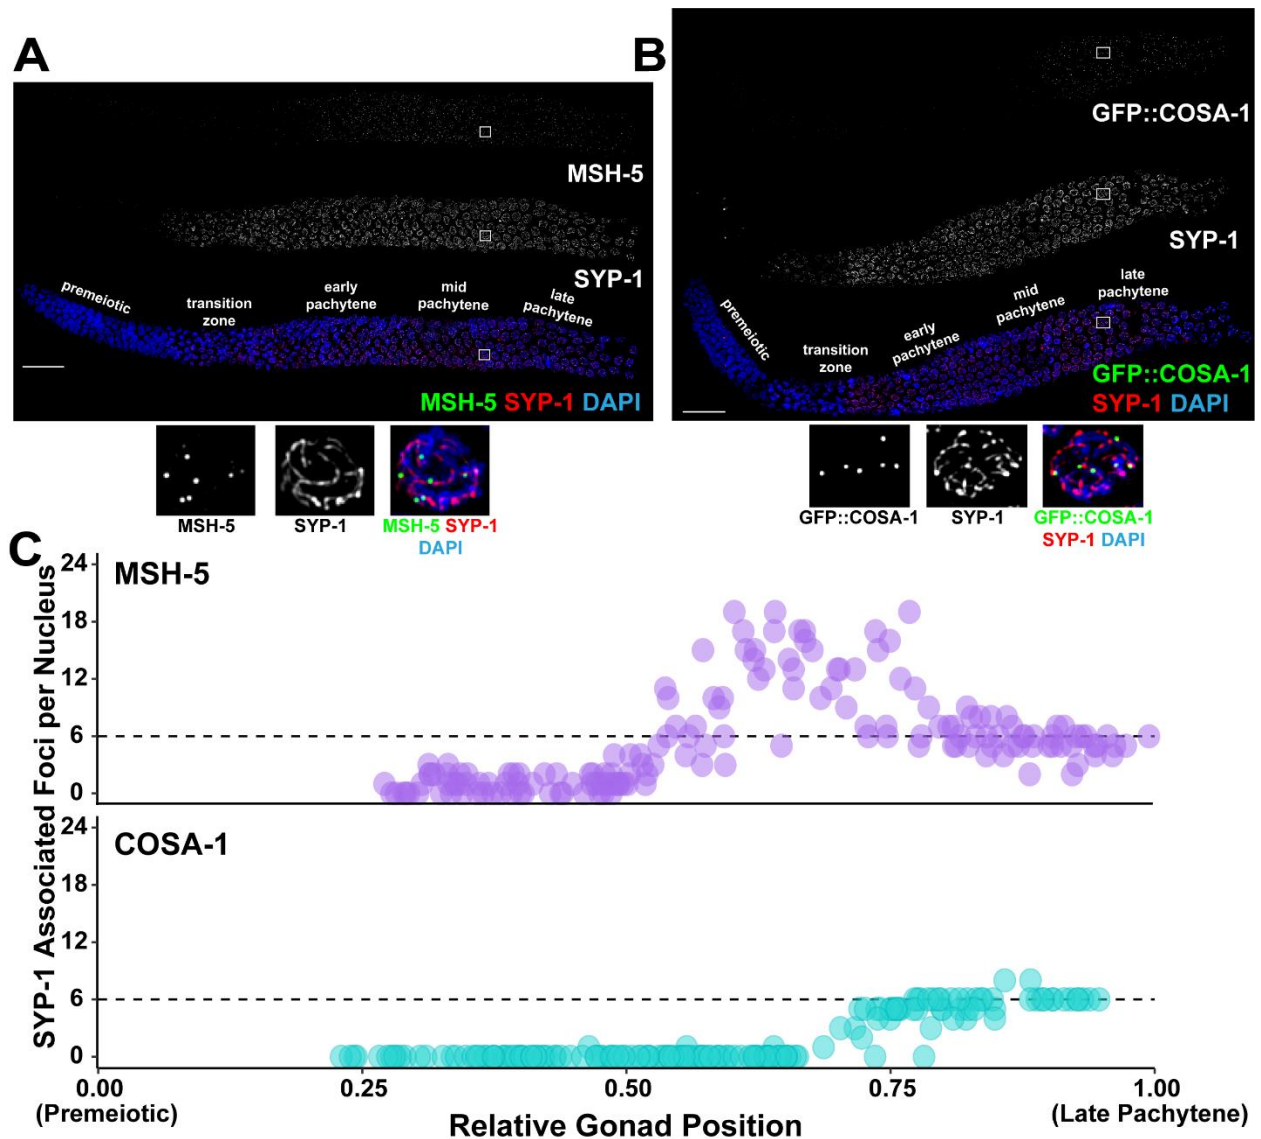 A
MSH-5
SYP-1
premeiotic
transition
zone
early
pachytene
mid
pachytene
late
pachytene
MSH-5 SYP-1 DAPI
MSH-5
SYP-1
MSH-5 SYP-1
DAPI
B
GFP::COSA-1
SYP-1
premeiotic
transition
zone
early
pachytene
mid
pachytene
late
pachytene
GFP::COSA-1
SYP-1 DAPI
GFP::COSA-1
SYP-1
GFP::COSA-1
SYP-1 DAPI
C
SYP-1 Associated Foci per Nucleus
MSH-5
24
18
12
6
0
COSA-1
24
18
12
6
0
0.00
0.25
0.50
0.75
1.00
(Premeiotic)
(Late Pachytene)
Relative Gonad Position